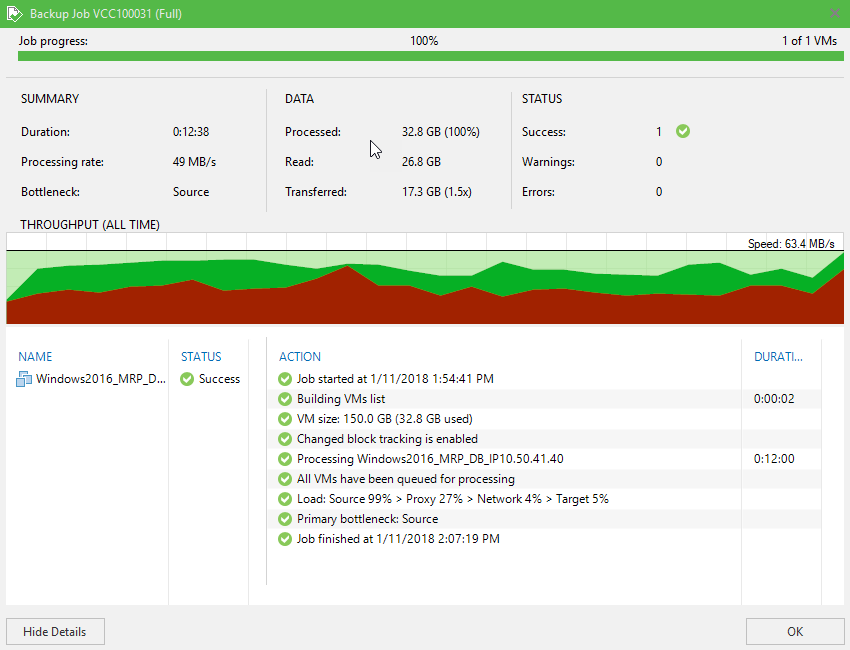 Backup Job VCC100031 (Full)
Job progress: 100% 1 of 1 VMs
SUMMARY
Duration: 0:12:38
Processing rate: 49 MB/s
Bottleneck: Source
DATA
Processed: 32.8 GB (100%)
Read: 26.8 GB
Transferred: 17.3 GB (1.5x)
STATUS
Success: 1
Warnings: 0
Errors: 0
THROUGHPUT (ALL TIME)
Speed: 63.4 MB/s
NAME
Windows2016_MRP_D...
STATUS
Success
ACTION DURATI...
Job started at 1/11/2018 1:54:41 PM
Building VMs list 0:00:02
VM size: 150.0 GB (32.8 GB used)
Changed block tracking is enabled
Processing Windows2016_MRP_DB_IP10.50.41.40 0:12:00
All VMs have been queued for processing
Load: Source 99% > Proxy 27% > Network 4% > Target 5%
Primary bottleneck: Source
Job finished at 1/11/2018 2:07:19 PM
Hide Details OK